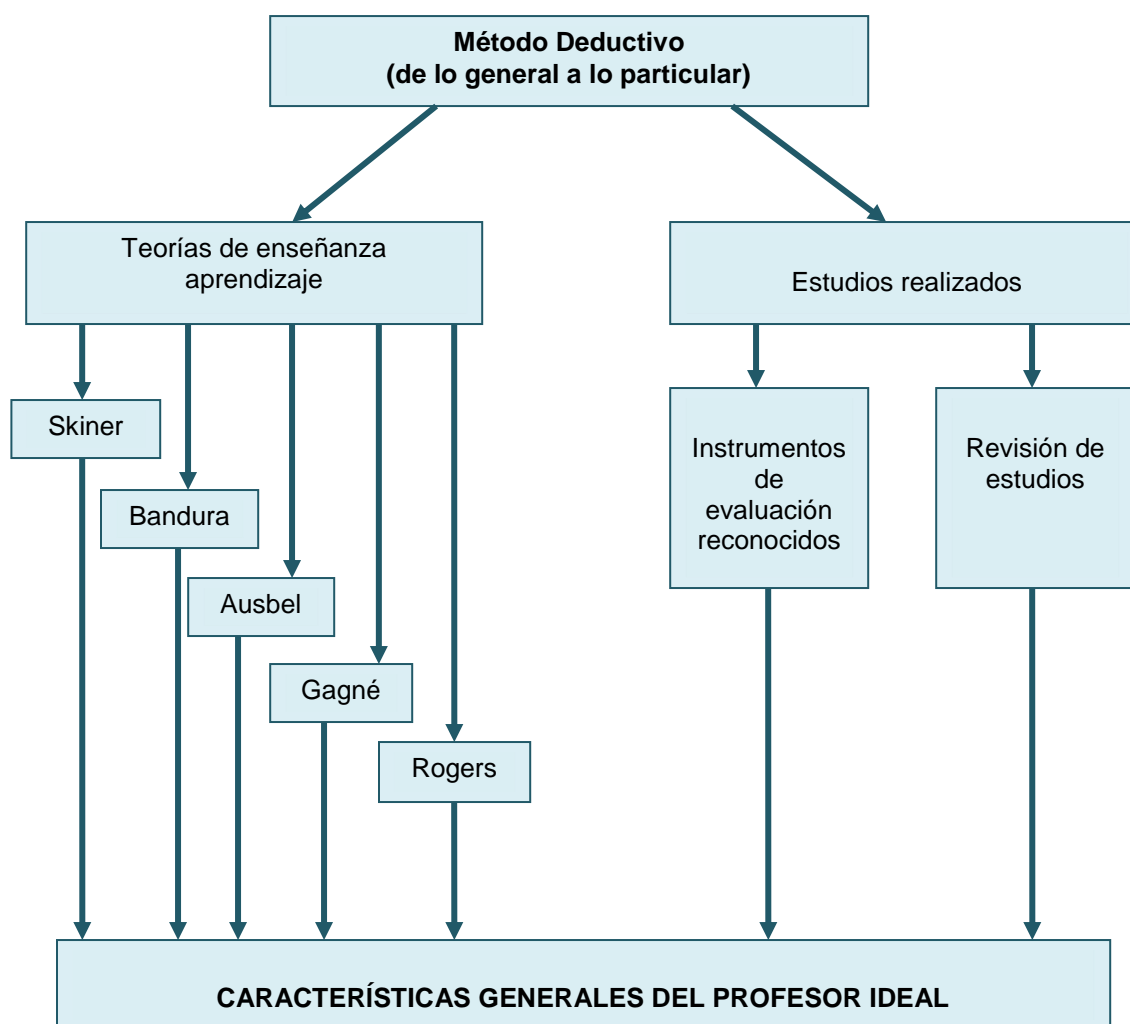 Método Deductivo
(de lo general a lo particular)
Teorías de enseñanza
aprendizaje
Estudios realizados
Skiner
Bandura
Ausbel
Gagné
Rogers
Instrumentos
de
evaluación
reconocidos
Revisión de
estudios
CARACTERÍSTICAS GENERALES DEL PROFESOR IDEAL